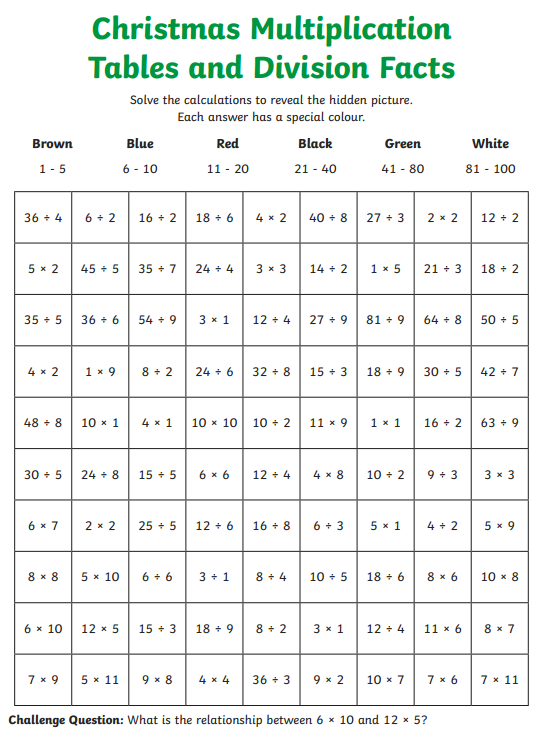 Christmas Multiplication
Tables and Division Facts
Solve the calculations to reveal the hidden picture.
Each answer has a special colour.
Brown Blue Red Black Green White
1 - 5 6 - 10 11 - 20 21 - 40 41 - 80 81 - 100
36 ÷ 4 6 ÷ 2 16 ÷ 2 18 ÷ 6 4 × 2 40 ÷ 8 27 ÷ 3 2 × 2 12 ÷ 2
5 × 2 45 ÷ 5 35 ÷ 7 24 ÷ 4 3 × 3 14 ÷ 2 1 × 5 21 ÷ 3 18 ÷ 2
35 ÷ 5 36 ÷ 6 54 ÷ 9 3 × 1 12 ÷ 4 27 ÷ 9 81 ÷ 9 64 ÷ 8 50 ÷ 5
4 × 2 1 × 9 8 ÷ 2 24 ÷ 6 32 ÷ 8 15 ÷ 3 18 ÷ 9 30 ÷ 5 42 ÷ 7
48 ÷ 8 10 × 1 4 × 1 10 × 10 10 ÷ 2 11 × 9 1 × 1 16 ÷ 2 63 ÷ 9
30 ÷ 5 24 ÷ 8 15 ÷ 5 6 × 6 12 ÷ 4 4 × 8 10 ÷ 2 9 ÷ 3 3 × 3
6 × 7 2 × 2 25 ÷ 5 12 ÷ 6 16 ÷ 8 6 ÷ 3 5 × 1 4 ÷ 2 5 × 9
8 × 8 5 × 10 6 ÷ 6 3 ÷ 1 8 ÷ 4 10 ÷ 5 18 ÷ 6 8 × 6 10 × 8
6 × 10 12 × 5 15 ÷ 3 18 ÷ 9 8 ÷ 2 3 × 1 12 ÷ 4 11 × 6 8 × 7
7 × 9 5 × 11 9 × 8 4 × 4 36 ÷ 3 9 × 2 10 × 7 7 × 6 7 × 11
Challenge Question: What is the relationship between 6 × 10 and 12 × 5?